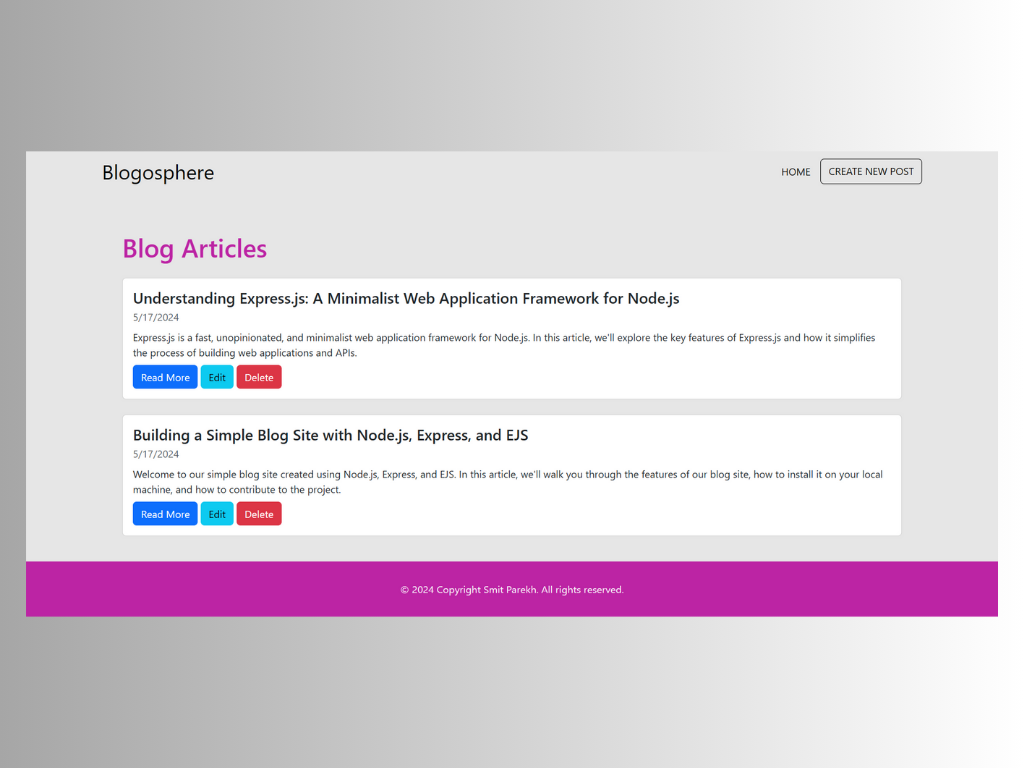 Blogosphere
HOME
CREATE NEW POST
Blog Articles
Understanding Express.js: A Minimalist Web Application Framework for Node.js
5/17/2024
Express.js is a fast, unopinionated, and minimalist web application framework for Node.js. In this article, we'll explore the key features of Express.js and how it simplifies
the process of building web applications and APIs.
Read More Edit Delete
Building a Simple Blog Site with Node.js, Express, and EJS
5/17/2024
Welcome to our simple blog site created using Node.js, Express, and EJS. In this article, we'll walk you through the features of our blog site, how to install it on your local
machine, and how to contribute to the project.
Read More Edit Delete
© 2024 Copyright Smit Parekh. All rights reserved.